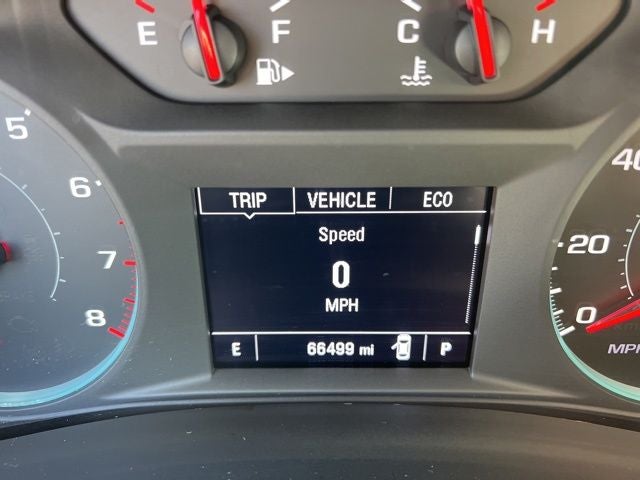 E F C H
5
6
7
8
TRIP VEHICLE ECO
Speed
0
MPH
E 66499 mi P
40
20
0
MPH